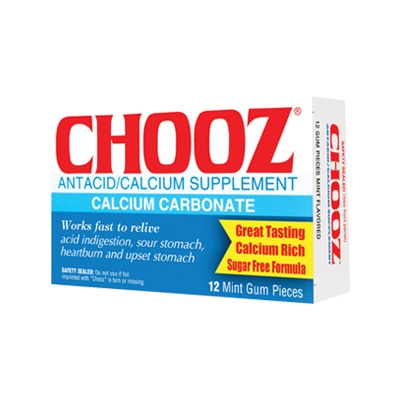 CHOOZ®
ANTACID/CALCIUM SUPPLEMENT
CALCIUM CARBONATE
Works fast to relive
acid indigestion, sour stomach,
heartburn and upset stomach
SAFETY SEALED: Do not use if foil
imprinted with "Chooz" is torn or missing.
Great Tasting
Calcium Rich
Sugar Free Formula
12 Mint Gum Pieces
12 GUM PIECES MINT FLAVORED
CHOOZ
SAFETY SEALED